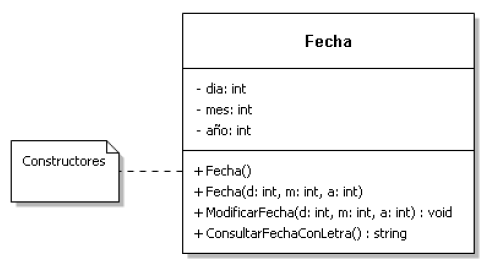 Fecha
- dia: int
- mes: int
- año: int
Constructores
+ Fecha()
+ Fecha(d: int, m: int, a: int)
+ ModificarFecha(d: int, m: int, a: int) : void
+ ConsultarFechaConLetra() : string